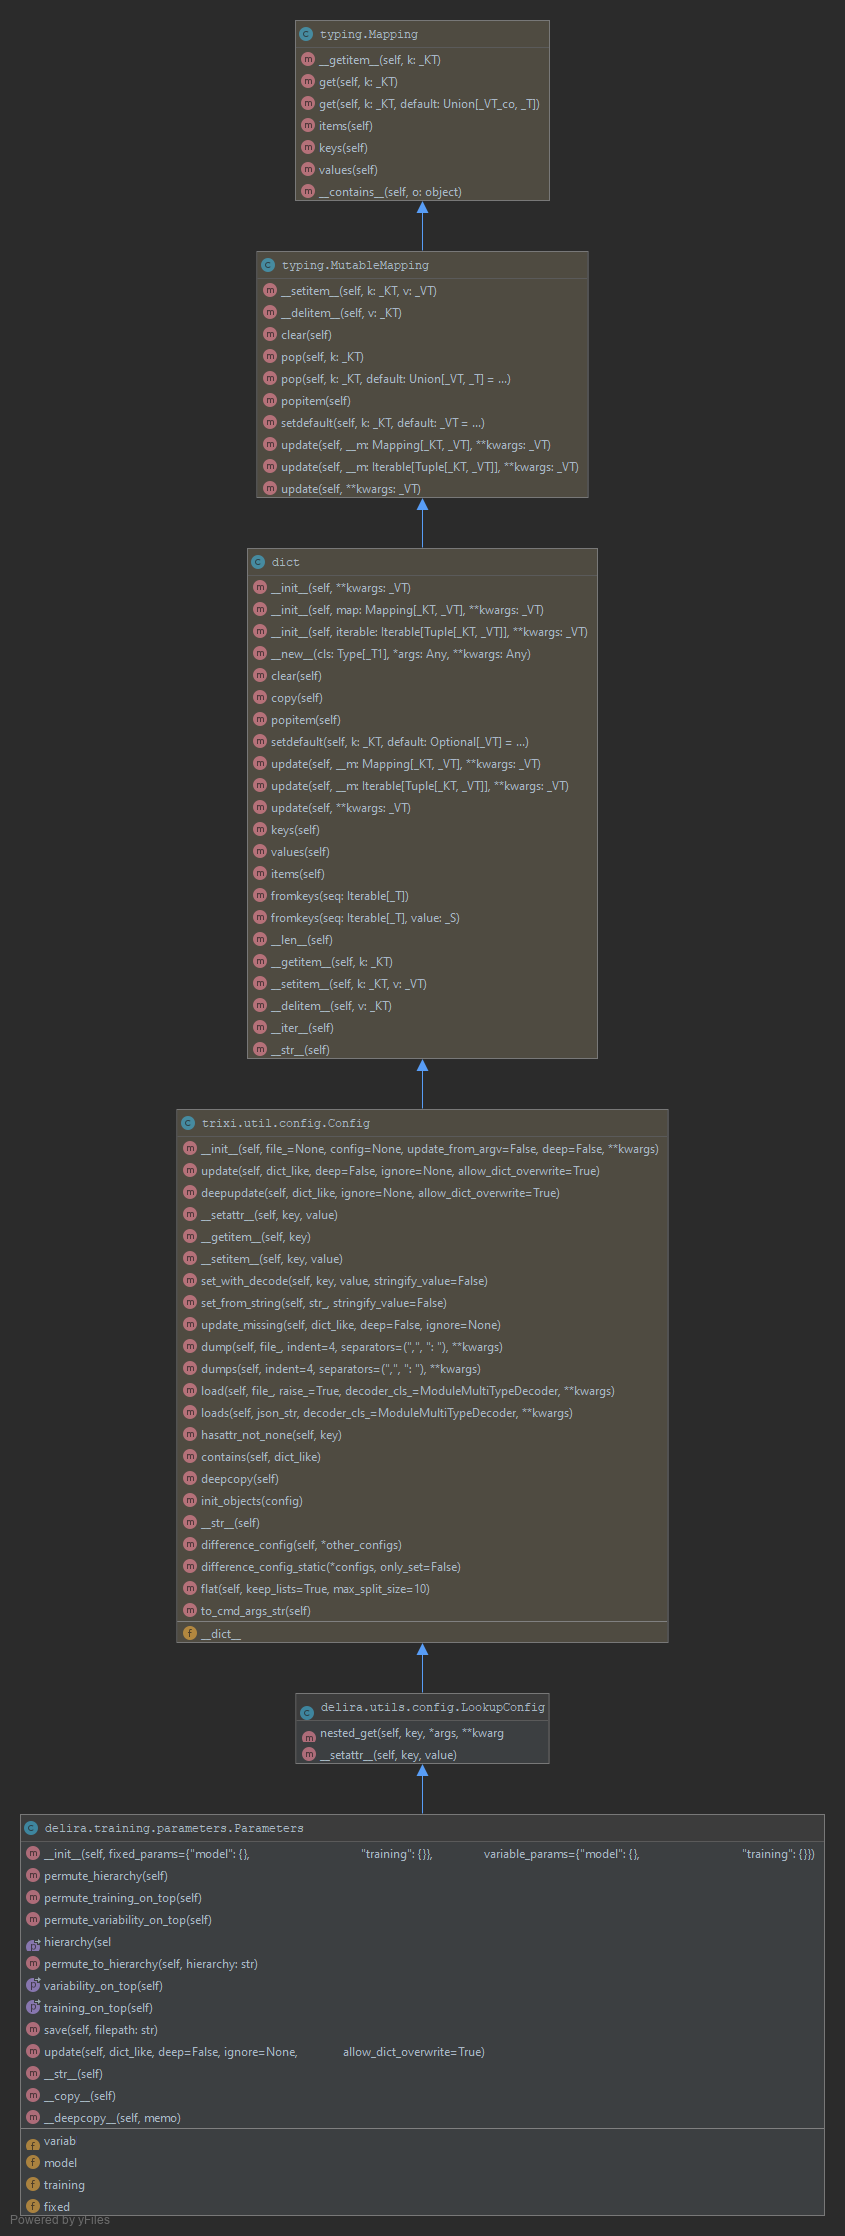 typing.Mapping
__getitem__(self, k: _KT)
get(self, k: _KT)
get(self, k: _KT, default: Union[_VT_co, _T])
items(self)
keys(self)
values(self)
__contains__(self, o: object)
typing.MutableMapping
__setitem__(self, k: _KT, v: _VT)
__delitem__(self, v: _KT)
clear(self)
pop(self, k: _KT)
pop(self, k: _KT, default: Union[_VT, _T] = ...)
popitem(self)
setdefault(self, k: _KT, default: _VT = ...)
update(self, __m: Mapping[_KT, _VT], **kwargs: _VT)
update(self, __m: Iterable[Tuple[_KT, _VT]], **kwargs: _VT)
update(self, **kwargs: _VT)
dict
__init__(self, **kwargs: _VT)
__init__(self, map: Mapping[_KT, _VT], **kwargs: _VT)
__init__(self, iterable: Iterable[Tuple[_KT, _VT]], **kwargs: _VT)
__new__(cls: Type[_T1], *args: Any, **kwargs: Any)
clear(self)
copy(self)
popitem(self)
setdefault(self, k: _KT, default: Optional[_VT] = ...)
update(self, __m: Mapping[_KT, _VT], **kwargs: _VT)
update(self, __m: Iterable[Tuple[_KT, _VT]], **kwargs: _VT)
update(self, **kwargs: _VT)
keys(self)
values(self)
items(self)
fromkeys(seq: Iterable[_T])
fromkeys(seq: Iterable[_T], value: _S)
__len__(self)
__getitem__(self, k: _KT)
__setitem__(self, k: _KT, v: _VT)
__delitem__(self, v: _KT)
__iter__(self)
__str__(self)
trixi.util.config.Config
__init__(self, file_=None, config=None, update_from_argv=False, deep=False, **kwargs)
update(self, dict_like, deep=False, ignore=None, allow_dict_overwrite=True)
deepupdate(self, dict_like, ignore=None, allow_dict_overwrite=True)
__setattr__(self, key, value)
__getitem__(self, key)
__setitem__(self, key, value)
set_with_decode(self, key, value, stringify_value=False)
set_from_string(self, str_, stringify_value=False)
update_missing(self, dict_like, deep=False, ignore=None)
dump(self, file_, indent=4, separators=(",", ": "), **kwargs)
dumps(self, indent=4, separators=(",", ": "), **kwargs)
load(self, file_, raise_=True, decoder_cls_=ModuleMultiTypeDecoder, **kwargs)
loads(self, json_str, decoder_cls_=ModuleMultiTypeDecoder, **kwargs)
hasattr_not_none(self, key)
contains(self, dict_like)
deepcopy(self)
init_objects(config)
__str__(self)
difference_config(self, *other_configs)
difference_config_static(*configs, only_set=False)
flat(self, keep_lists=True, max_split_size=10)
to_cmd_args_str(self)
__dict__
delira.utils.config.LookupConfig
nested_get(self, key, *args, **kwarg
__setattr__(self, key, value)
delira.training.parameters.Parameters
__init__(self, fixed_params={"model": {}, "training": {}}, variable_params={"model": {}, "training": {}})
permute_hierarchy(self)
permute_training_on_top(self)
permute_variability_on_top(self)
hierarchy(sel
permute_to_hierarchy(self, hierarchy: str)
variability_on_top(self)
training_on_top(self)
save(self, filepath: str)
update(self, dict_like, deep=False, ignore=None, allow_dict_overwrite=True)
__str__(self)
__copy__(self)
__deepcopy__(self, memo)
variab
model
training
fixed
Powered by yFiles